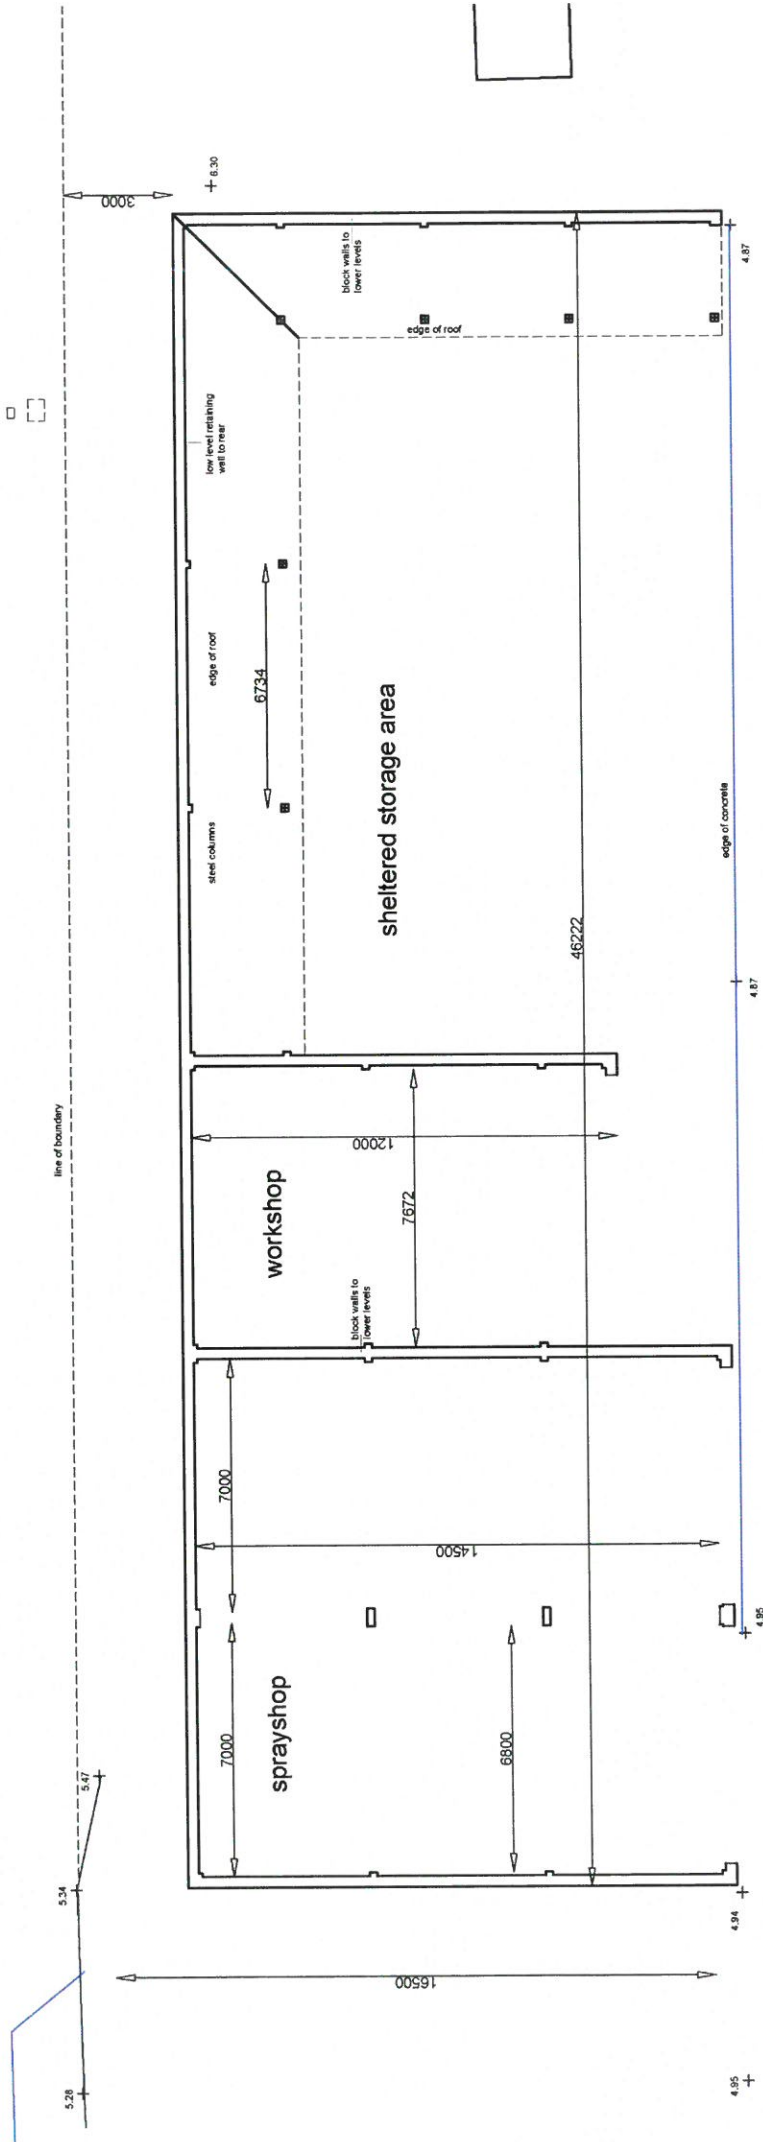 3000
6.30
block walls to
lower levels
edge of roof
4.87
low level retaining
wall to rear
edge of roof
6734
steel columns
sheltered storage area
46222
edge of concrete
4.87
line of boundary
12000
workshop
7672
block walls to
lower levels
7000
14500
4.95
7000
sprayshop
6800
5.47
5.34
4.94
16500
5.28
4.95